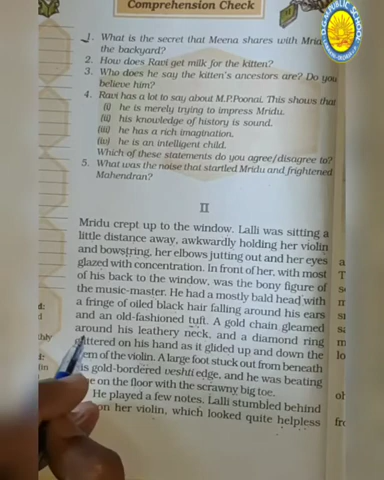 Comprehension Check
1. What is the secret that Meena shares with Mridu in
the backyard?
2. How does Ravi get milk for the kitten?
3. Who does he say the kitten's ancestors are? Do you
believe him?
4. Ravi has a lot to say about M.P.Poonai. This shows that
(i) he is merely trying to impress Mridu.
(ii) his knowledge of history is sound.
(iii) he has a rich imagination.
(iv) he is an intelligent child.
Which of these statements do you agree/disagree to?
5. What was the noise that startled Mridu and frightened
Mahendran?
II
Mridu crept up to the window. Lalli was sitting a
little distance away, awkwardly holding her violin
and bowstring, her elbows jutting out and her eyes
glazed with concentration. In front of her, with most
of his back to the window, was the bony figure of
the music-master. He had a mostly bald head with
a fringe of oiled black hair falling around his ears
and an old-fashioned tuft. A gold chain gleamed
around his leathery neck, and a diamond ring
glittered on his hand as it glided up and down the
stem of the violin. A large foot stuck out from beneath
his gold-bordered veshti edge, and he was beating
on the floor with the scrawny big toe.
He played a few notes. Lalli stumbled behind
on her violin, which looked quite helpless
PUBLIC SCHOOL